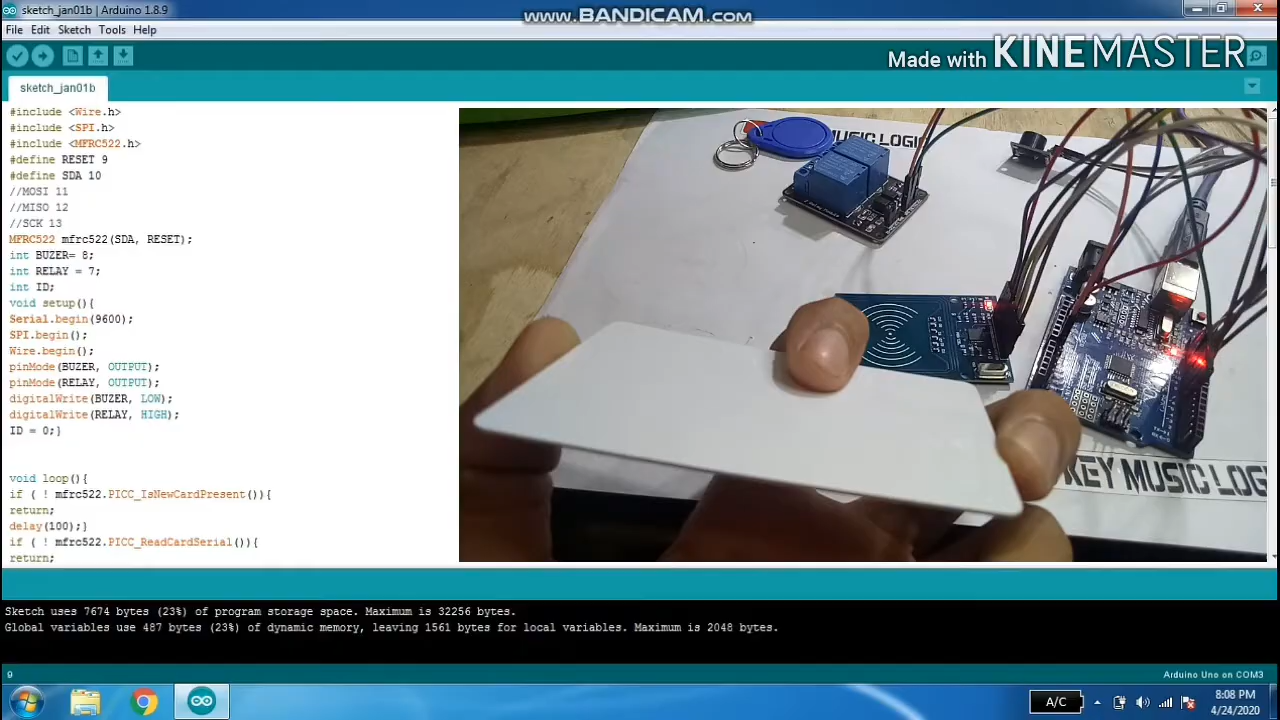 sketch_jan01b | Arduino 1.8.9
www.BANDICAM.com
File Edit Sketch Tools Help
Made with KINEMASTER
sketch_jan01b
#include <Wire.h>
#include <SPI.h>
#include <MFRC522.h>
#define RESET 9
#define SDA 10
//MOSI 11
//MISO 12
//SCK 13
MFRC522 mfrc522(SDA, RESET);
int BUZER= 8;
int RELAY = 7;
int ID;
void setup(){
Serial.begin(9600);
SPI.begin();
Wire.begin();
pinMode(BUZER, OUTPUT);
pinMode(RELAY, OUTPUT);
digitalWrite(BUZER, LOW);
digitalWrite(RELAY, HIGH);
ID = 0;}
void loop(){
if ( ! mfrc522.PICC_IsNewCardPresent()){
return;
delay(100);}
if ( ! mfrc522.PICC_ReadCardSerial()){
return;
MUSIC LOGIC
KEY MUSIC LOG
Sketch uses 7674 bytes (23%) of program storage space. Maximum is 32256 bytes.
Global variables use 487 bytes (23%) of dynamic memory, leaving 1561 bytes for local variables. Maximum is 2048 bytes.
9
Arduino Uno on COM3
A/C
8:08 PM
4/24/2020